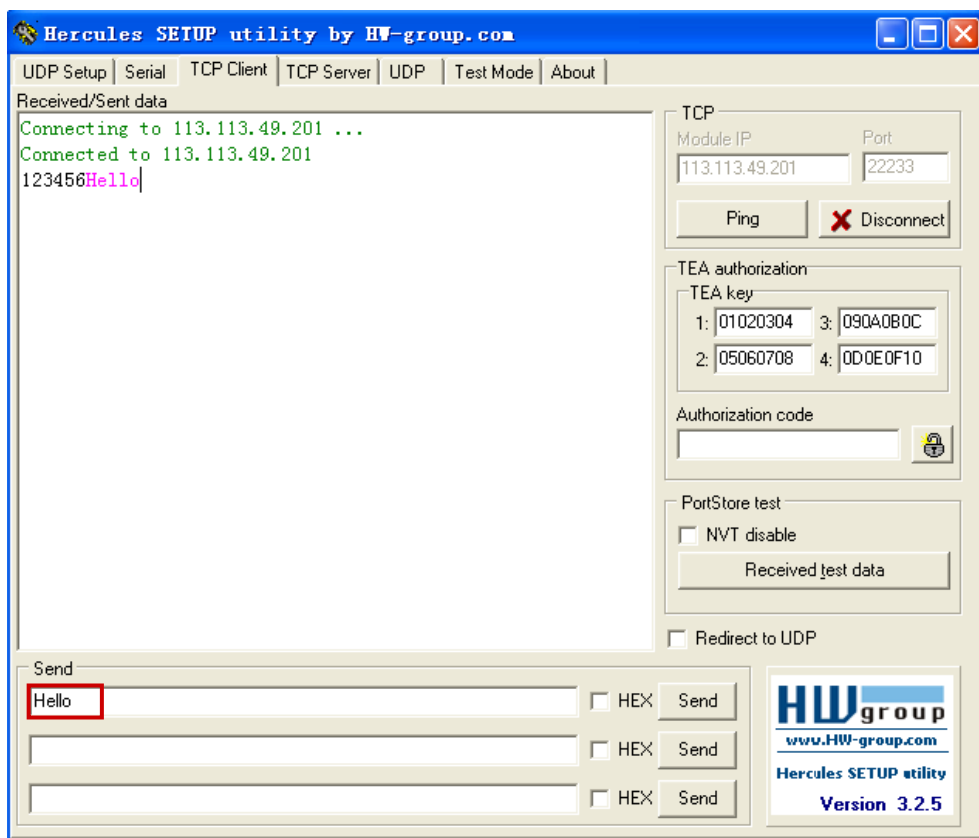 Hercules SETUP utility by HW-group.com
UDP Setup Serial TCP Client TCP Server UDP Test Mode About
Received/Sent data
Connecting to 113.113.49.201 ...
Connected to 113.113.49.201
123456Hello
TCP
Module IP Port
113.113.49.201 22233
Ping Disconnect
TEA authorization
TEA key
1: 01020304 3: 090A0B0C
2: 05060708 4: 0D0E0F10
Authorization code
PortStore test
NVT disable
Received test data
Redirect to UDP
Send
Hello HEX Send
HEX Send
HEX Send
HW group
www.HW-group.com
Hercules SETUP utility
Version 3.2.5